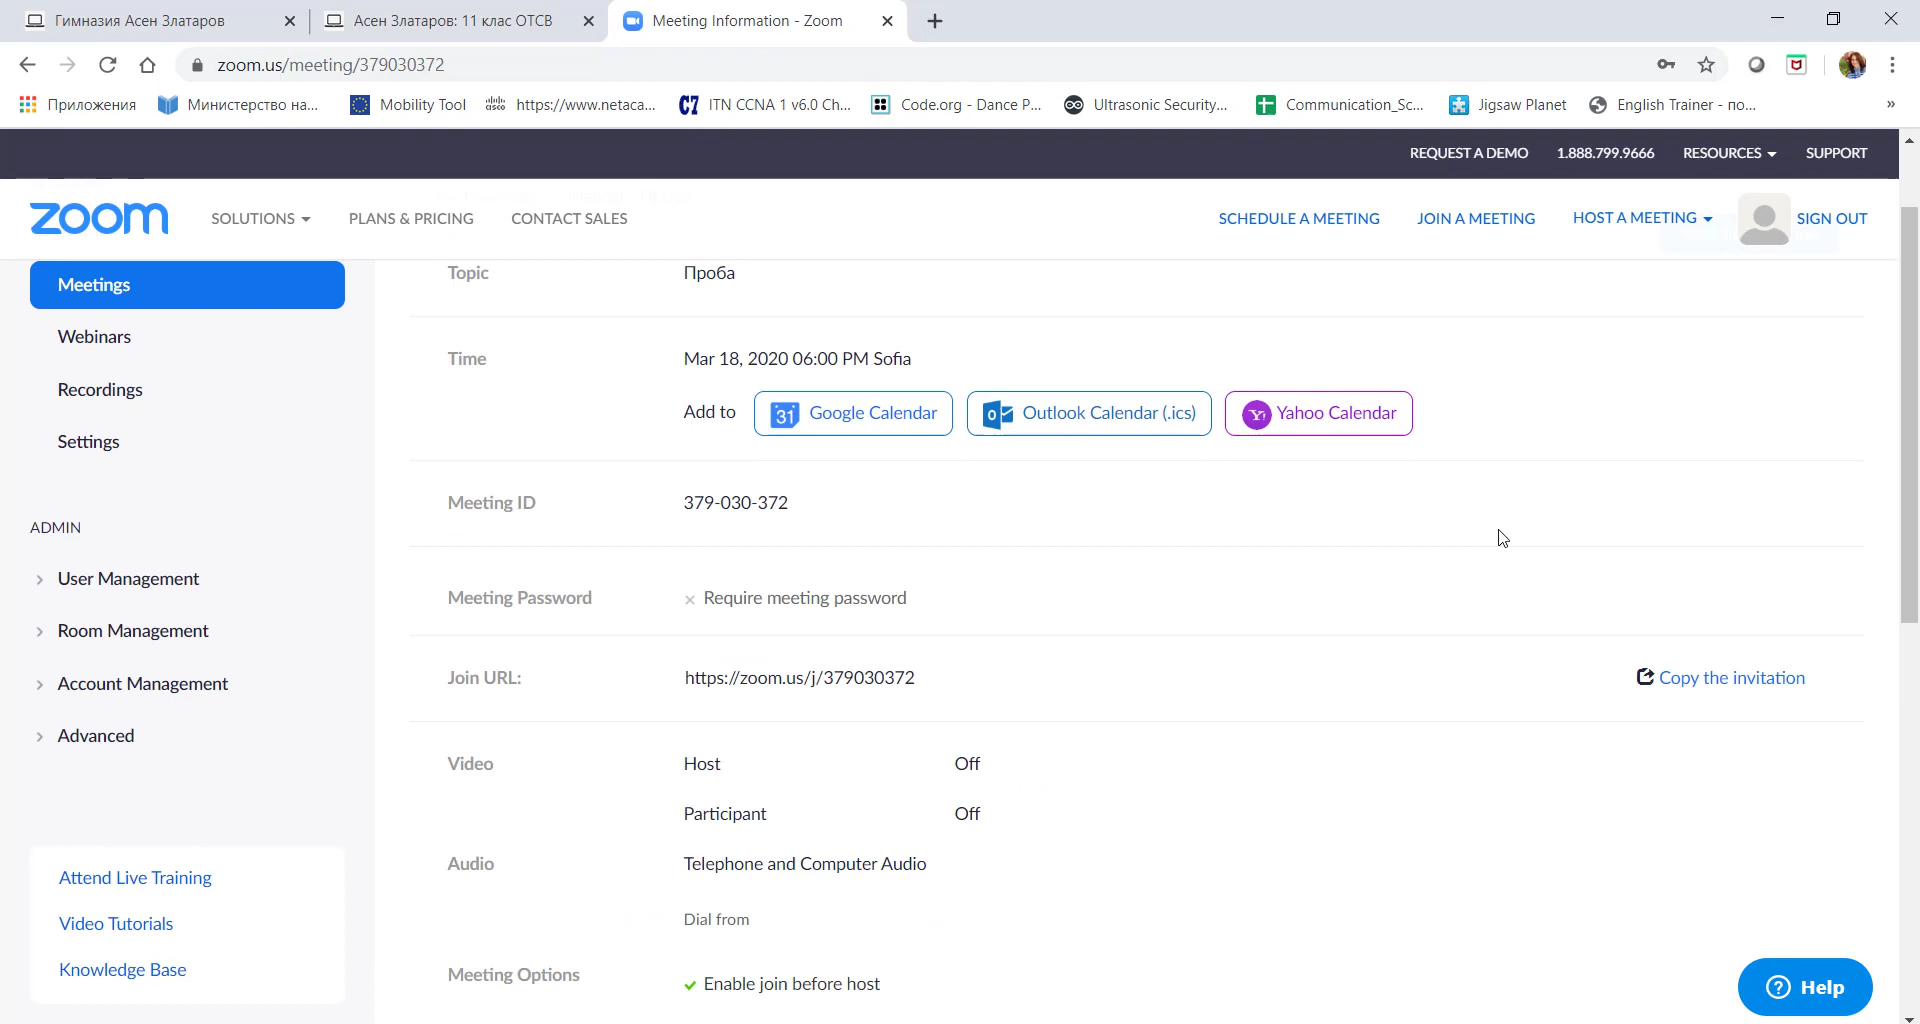 Гимназия Асен Златаров
Асен Златаров: 11 клас ОТСВ
Meeting Information - Zoom
zoom.us/meeting/379030372
Приложения
Министерство на...
Mobility Tool
https://www.netaca...
ITN CCNA 1 v6.0 Ch...
Code.org - Dance P...
Ultrasonic Security...
Communication_Sc...
Jigsaw Planet
English Trainer - по...
»
REQUEST A DEMO
1.888.799.9666
RESOURCES
SUPPORT
zoom
SOLUTIONS
PLANS & PRICING
CONTACT SALES
SCHEDULE A MEETING
JOIN A MEETING
HOST A MEETING
SIGN OUT
Meetings
Webinars
Recordings
Settings
ADMIN
User Management
Room Management
Account Management
Advanced
Attend Live Training
Video Tutorials
Knowledge Base
Topic
Проба
Time
Mar 18, 2020 06:00 PM Sofia
Add to
31 Google Calendar
Outlook Calendar (.ics)
Yahoo Calendar
Meeting ID
379-030-372
Meeting Password
× Require meeting password
Join URL:
https://zoom.us/j/379030372
Copy the invitation
Video
Host
Off
Participant
Off
Audio
Telephone and Computer Audio
Dial from
Meeting Options
Enable join before host
Help